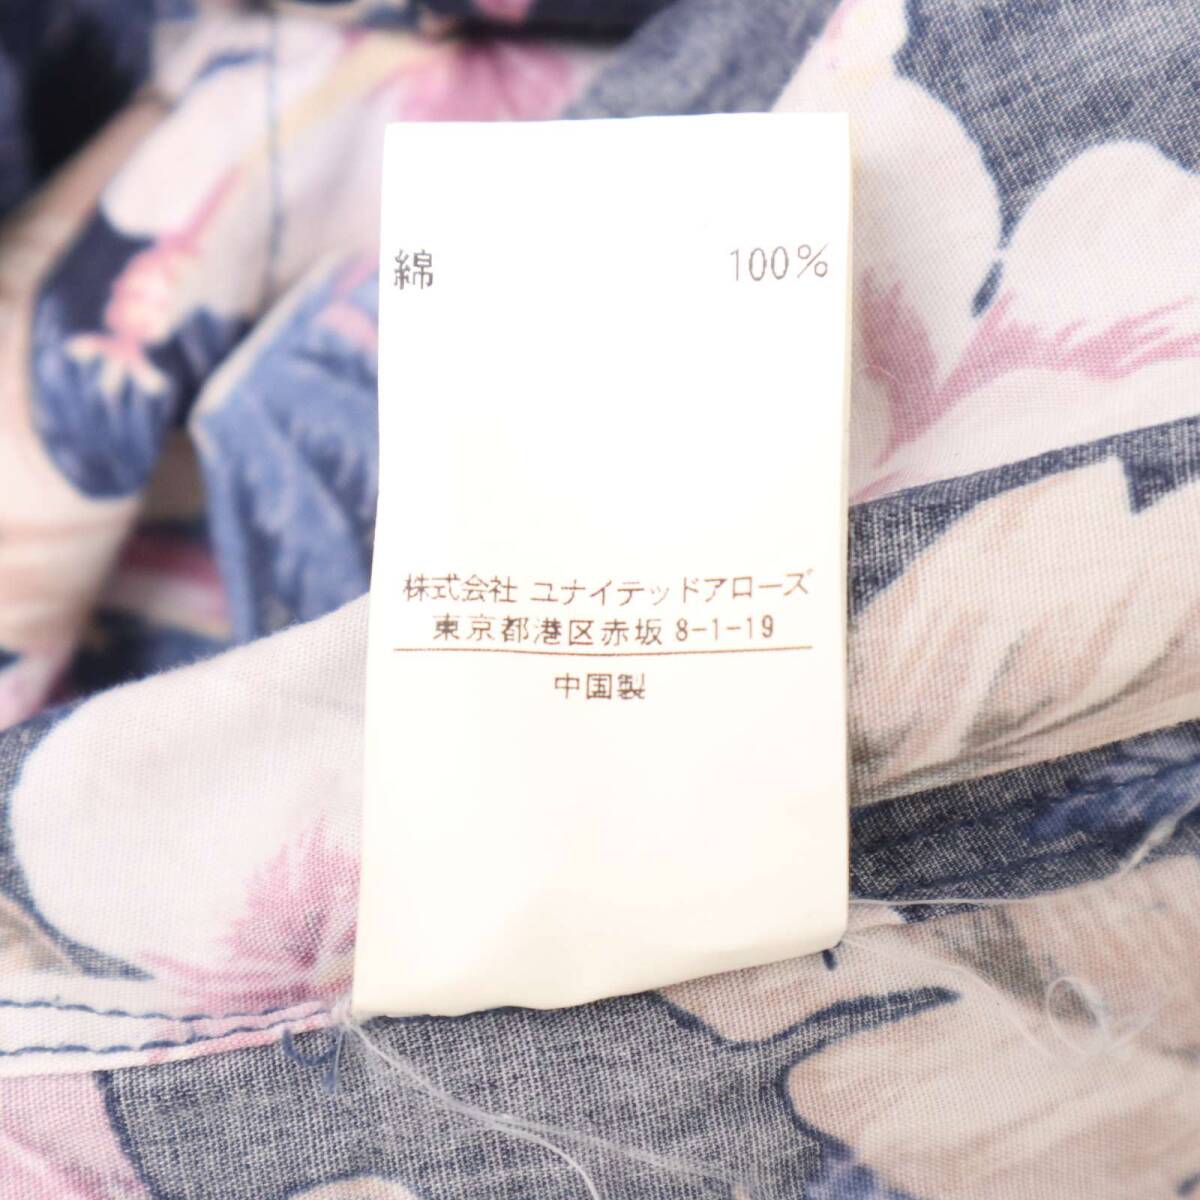 綿 100%
株式会社 ユナイテッドアローズ
東京都港区赤坂 8-1-19
中国製